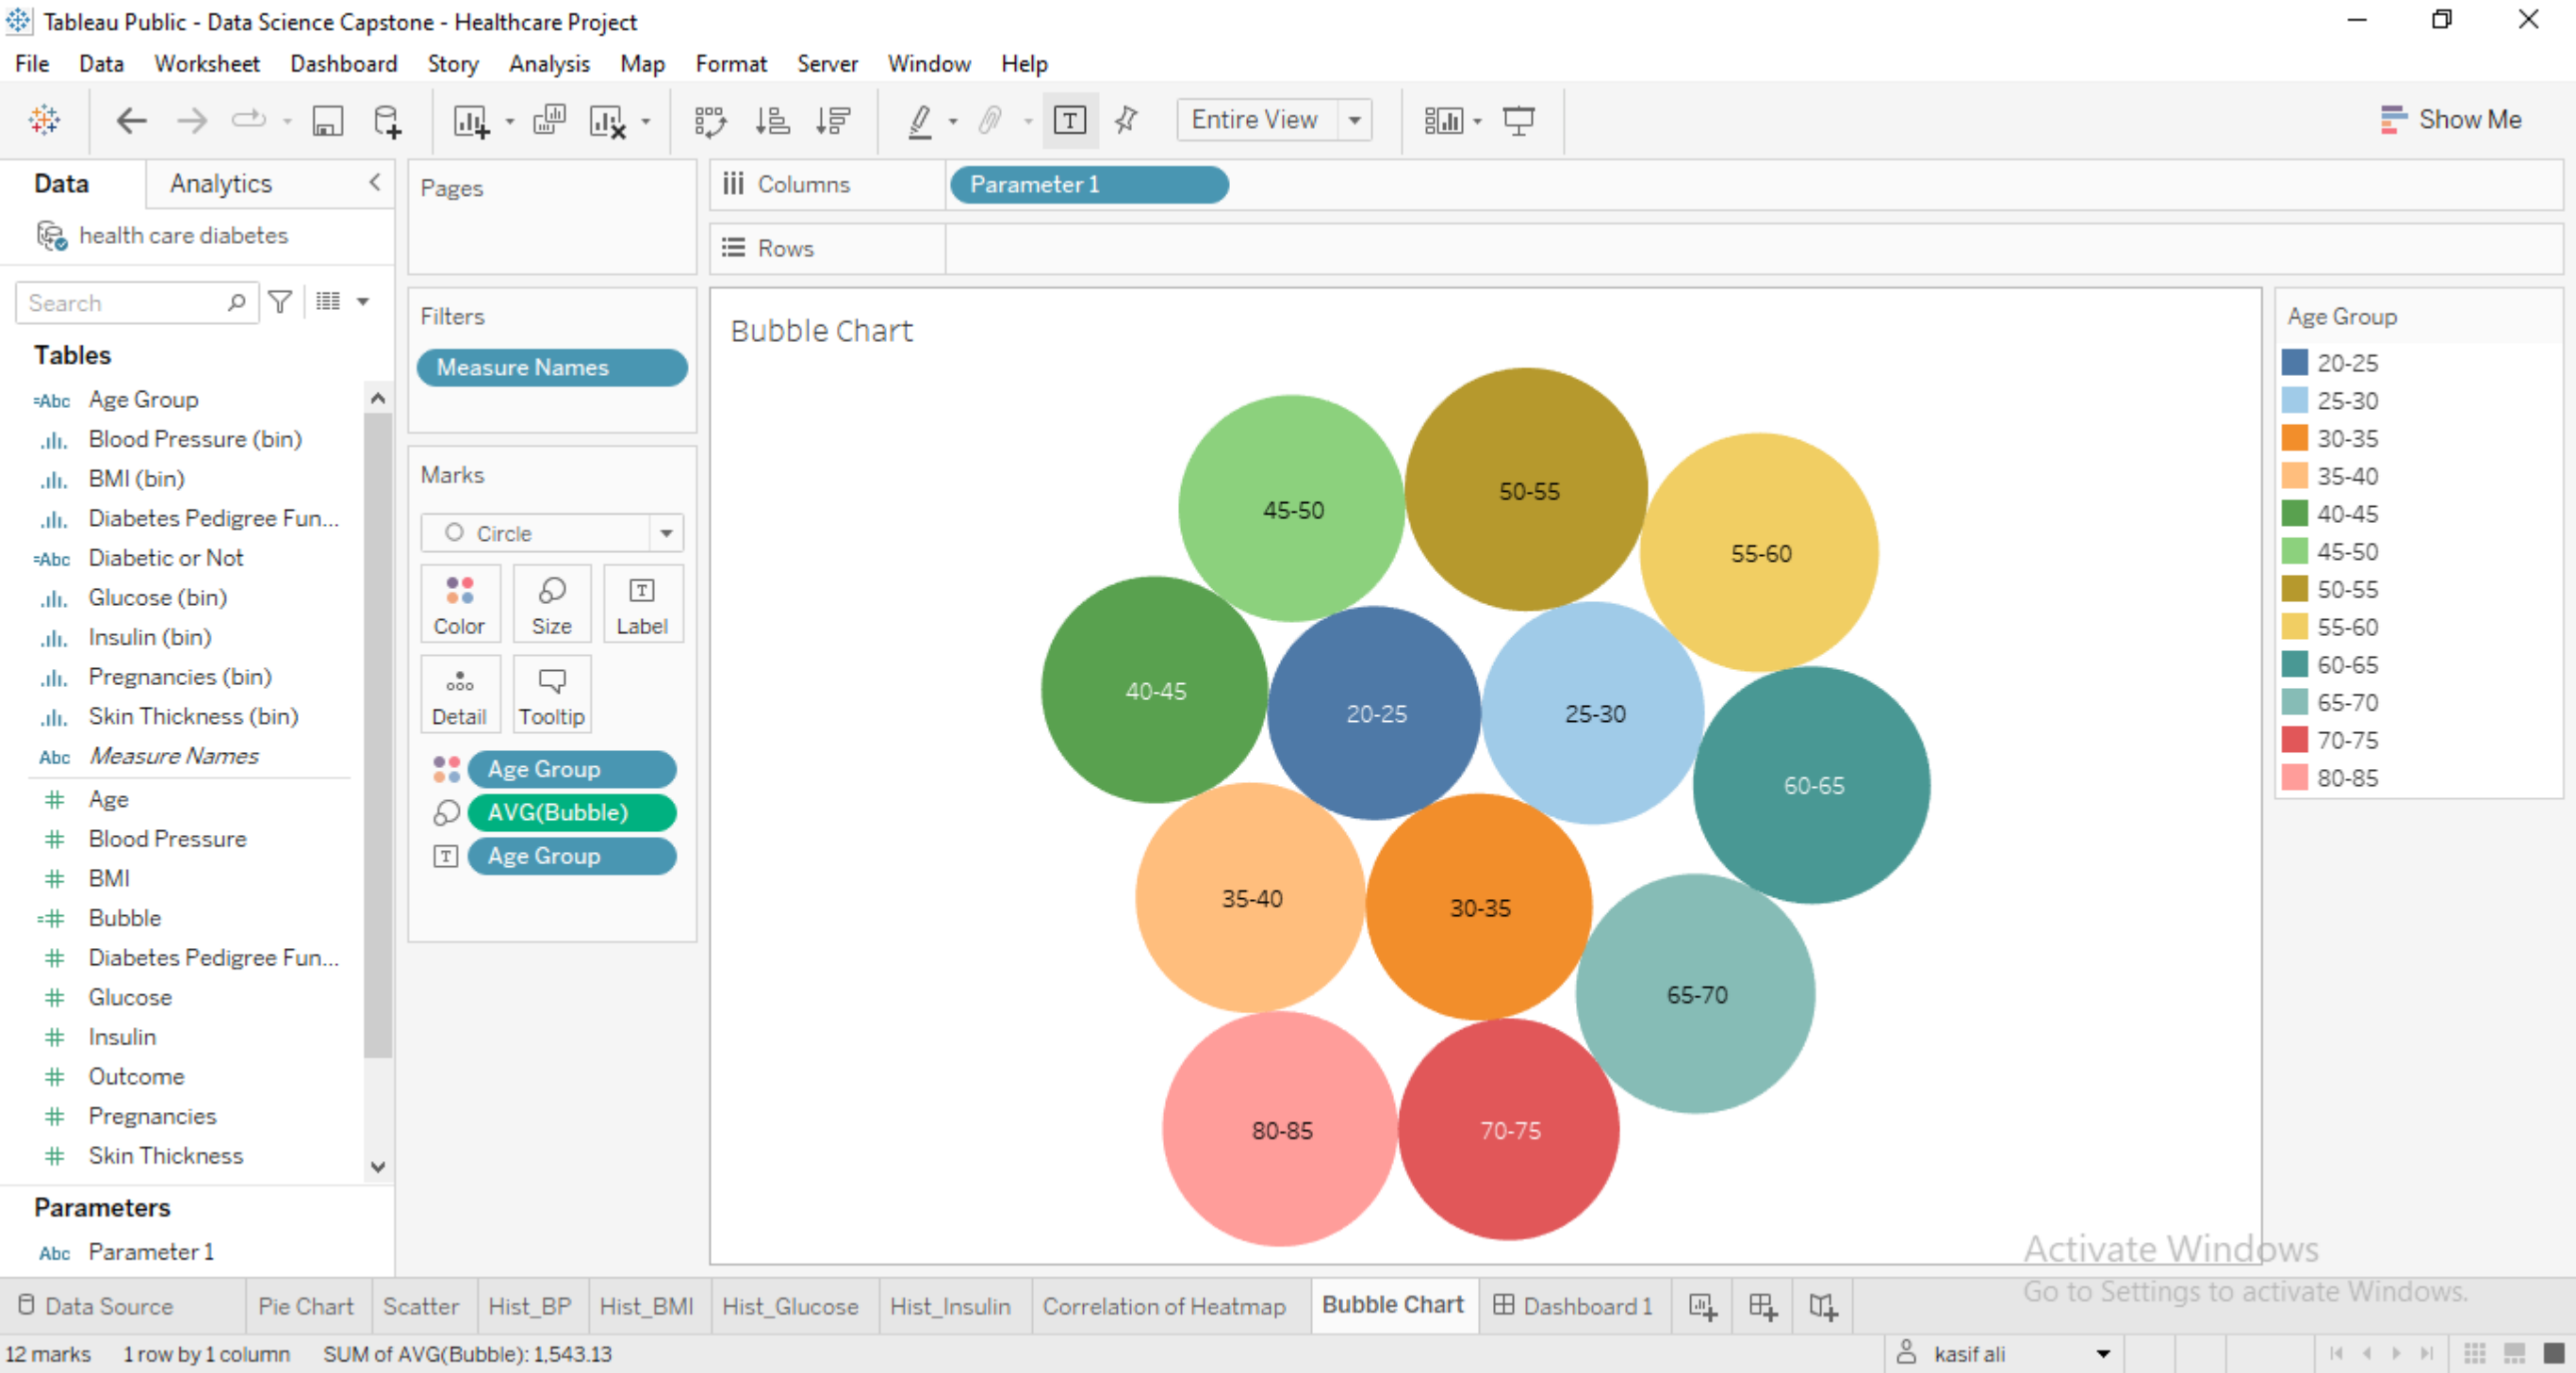 Tableau Public - Data Science Capstone - Healthcare Project
File Data Worksheet Dashboard Story Analysis Map Format Server Window Help
Entire View
Show Me
Data Analytics
health care diabetes
Search
Tables
Abc Age Group
Blood Pressure (bin)
BMI (bin)
Diabetes Pedigree Fun...
Abc Diabetic or Not
Glucose (bin)
Insulin (bin)
Pregnancies (bin)
Skin Thickness (bin)
Abc Measure Names
Age
Blood Pressure
BMI
Bubble
Diabetes Pedigree Fun...
Glucose
Insulin
Outcome
Pregnancies
Skin Thickness
Parameters
Abc Parameter 1
Pages
Filters
Measure Names
Marks
Circle
Color Size Label
Detail Tooltip
Age Group
AVG(Bubble)
Age Group
Columns Parameter 1
Rows
Bubble Chart
50-55
45-50
55-60
40-45
20-25
25-30
60-65
35-40
30-35
65-70
80-85
70-75
Age Group
20-25
25-30
30-35
35-40
40-45
45-50
50-55
55-60
60-65
65-70
70-75
80-85
Activate Windows
Go to Settings to activate Windows.
Data Source Pie Chart Scatter Hist_BP Hist_BMI Hist_Glucose Hist_Insulin Correlation of Heatmap Bubble Chart Dashboard 1
12 marks 1 row by 1 column SUM of AVG(Bubble): 1,543.13 kasif ali